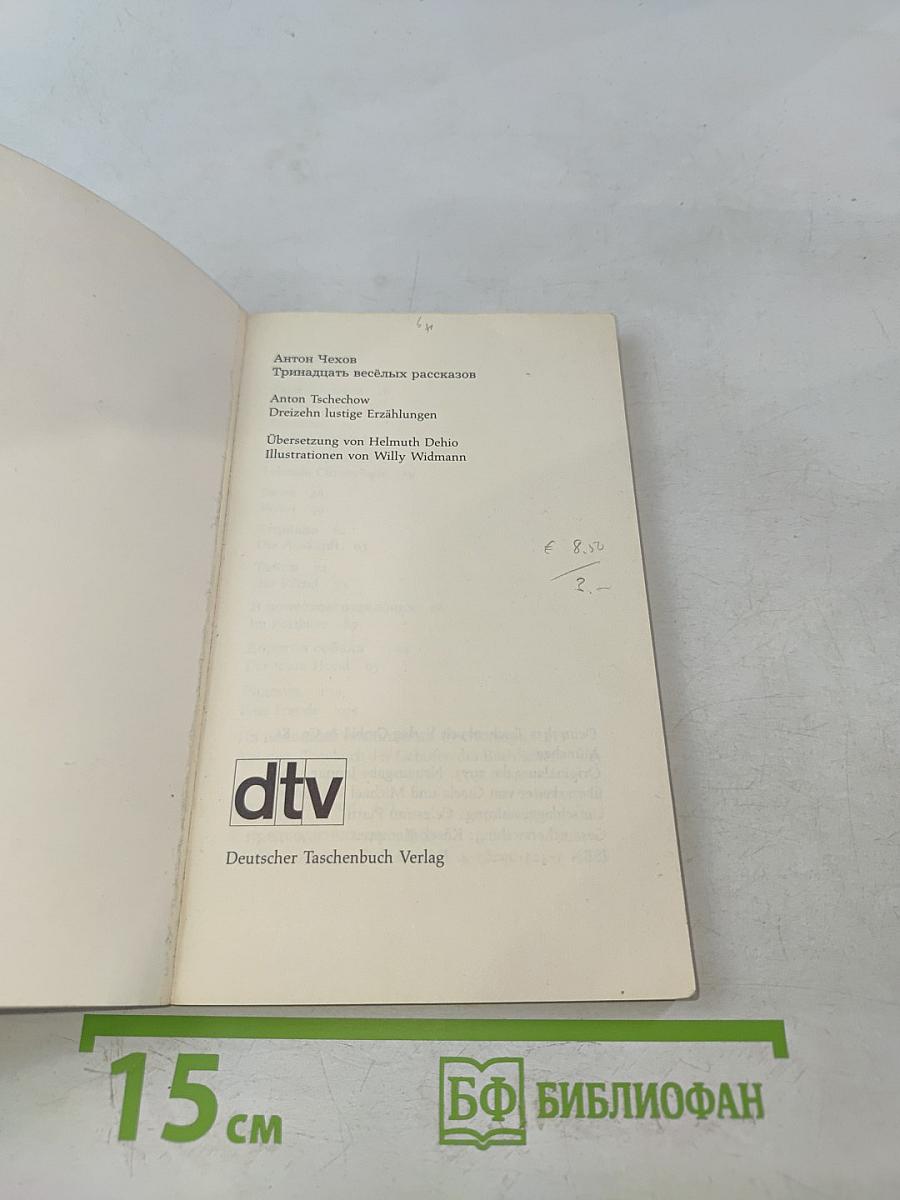 Антон Чехов
Тринадцать весёлых рассказов
Anton Tschechow
Dreizehn lustige Erzählungen
Übersetzung von Helmuth Dehio
Illustrationen von Willy Widmann
€ 8.50
dtv
Deutscher Taschenbuch Verlag
15 см
БФ БИБЛИОФАН